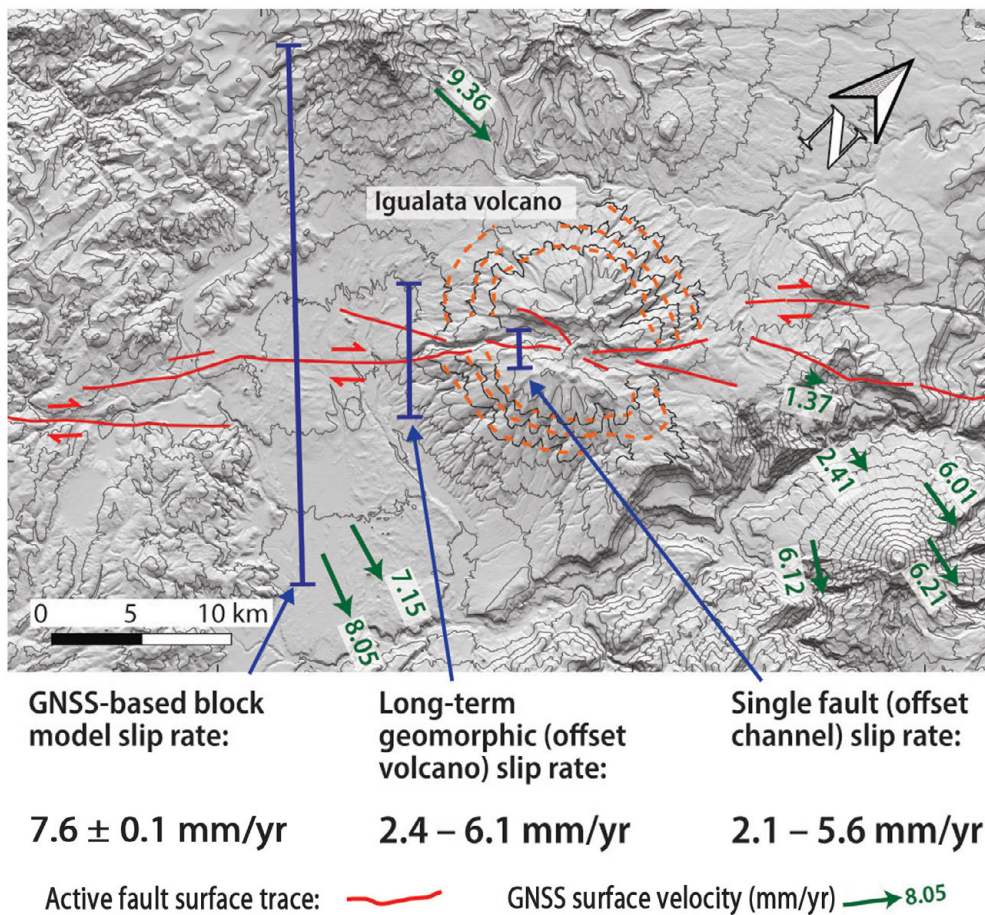 9.36
N
Igualata volcano
1.37
2.41
6.01
6.12
6.21
7.15
8.05
0 5 10 km
GNSS-based block
model slip rate:
7.6 ± 0.1 mm/yr
Long-term
geomorphic (offset
volcano) slip rate:
2.4 – 6.1 mm/yr
Single fault (offset
channel) slip rate:
2.1 – 5.6 mm/yr
Active fault surface trace:
GNSS surface velocity (mm/yr) 8.05